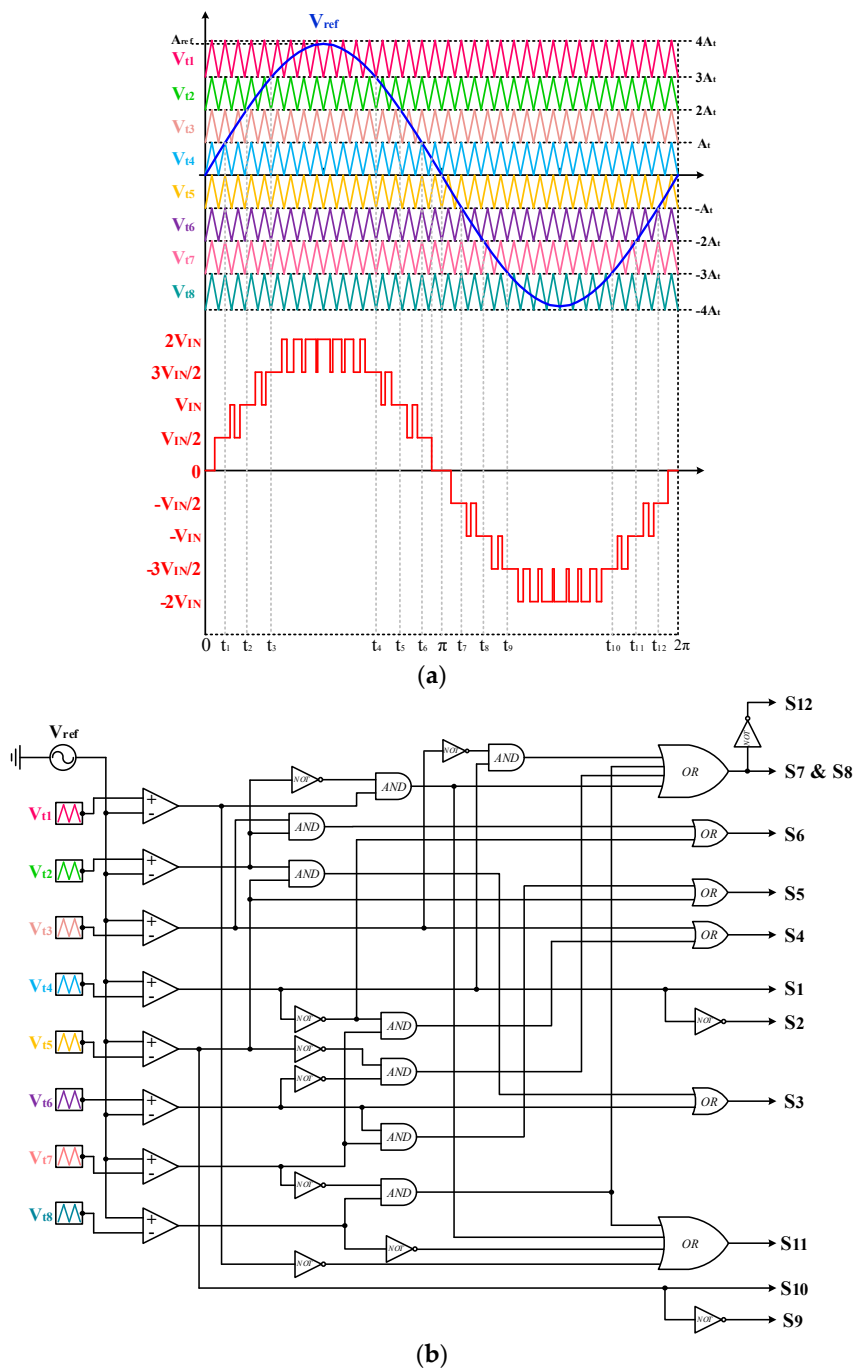 Vref
Aref
4At
Vt1
3At
Vt2
2At
Vt3
At
Vt4
Vt5
-At
Vt6
-2At
Vt7
-3At
Vt8
-4At
2VIN
3VIN/2
VIN
VIN/2
0
-VIN/2
-VIN
-3VIN/2
-2VIN
0 t1 t2 t3 t4 t5 t6 π t7 t8 t9 t10 t11 t12 2π
(a)
S12
Vref
NOT
NOT AND
OR
S7 & S8
NOT AND
Vt1 + -
AND
OR
S6
Vt2 + -
AND
OR
S5
Vt3 + -
OR
S4
Vt4 + -
S1
NOT
AND
NOT
S2
Vt5 + -
NOT
AND
NOT
Vt6 + -
OR
S3
AND
Vt7 + -
NOT
AND
Vt8 + -
NOT
OR
S11
NOT
S10
NOT
S9
(b)